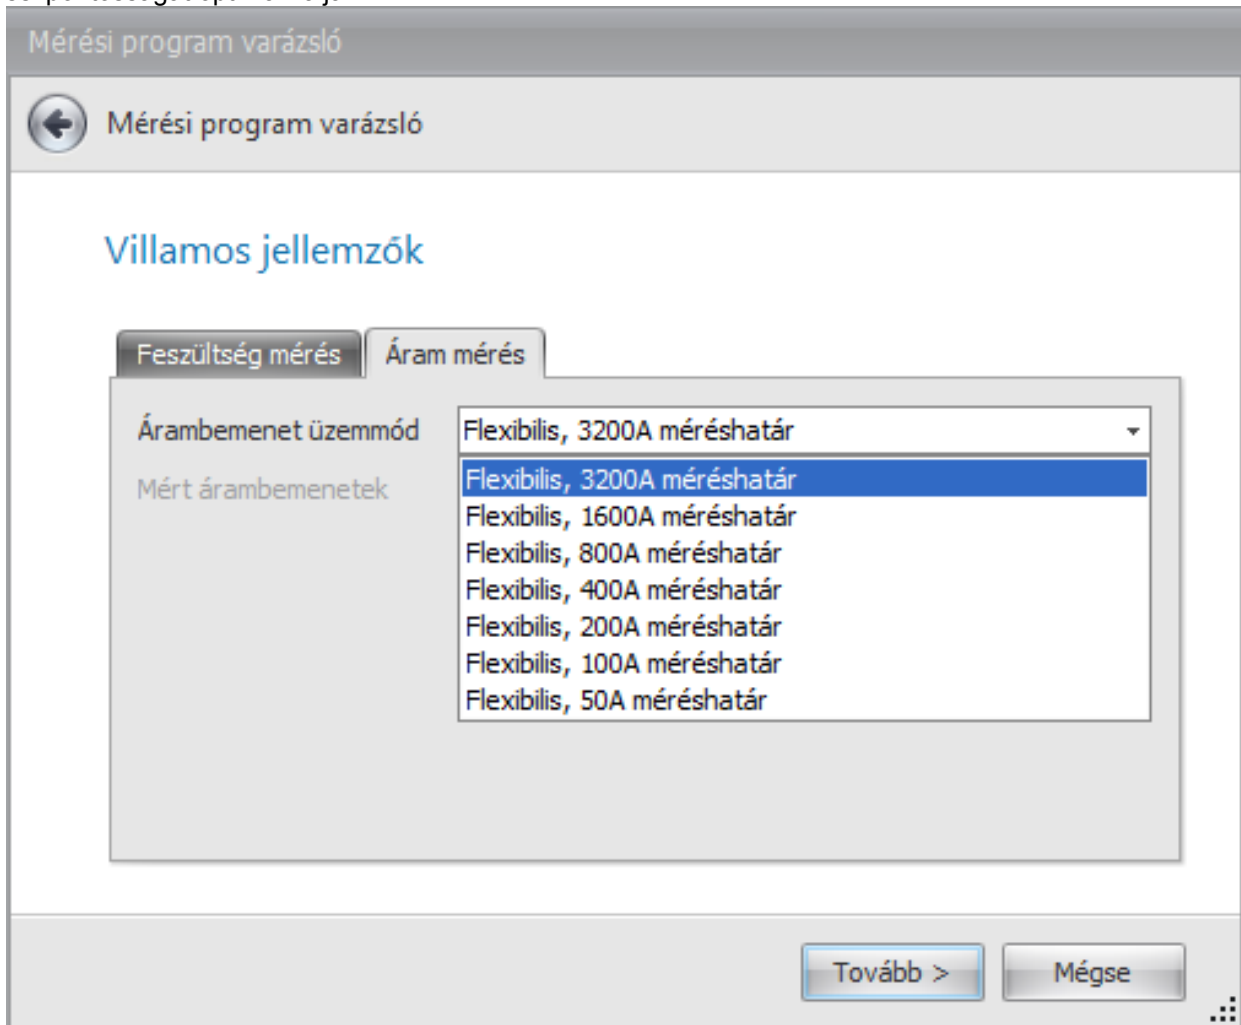 Mérési program varázsló
Mérési program varázsló
Villamos jellemzők
Feszültség mérés Áram mérés
Árambemenet üzemmód Flexibilis, 3200A méréshatár
Mért árambemenetek Flexibilis, 3200A méréshatár
Flexibilis, 1600A méréshatár
Flexibilis, 800A méréshatár
Flexibilis, 400A méréshatár
Flexibilis, 200A méréshatár
Flexibilis, 100A méréshatár
Flexibilis, 50A méréshatár
Tovább > Mégse